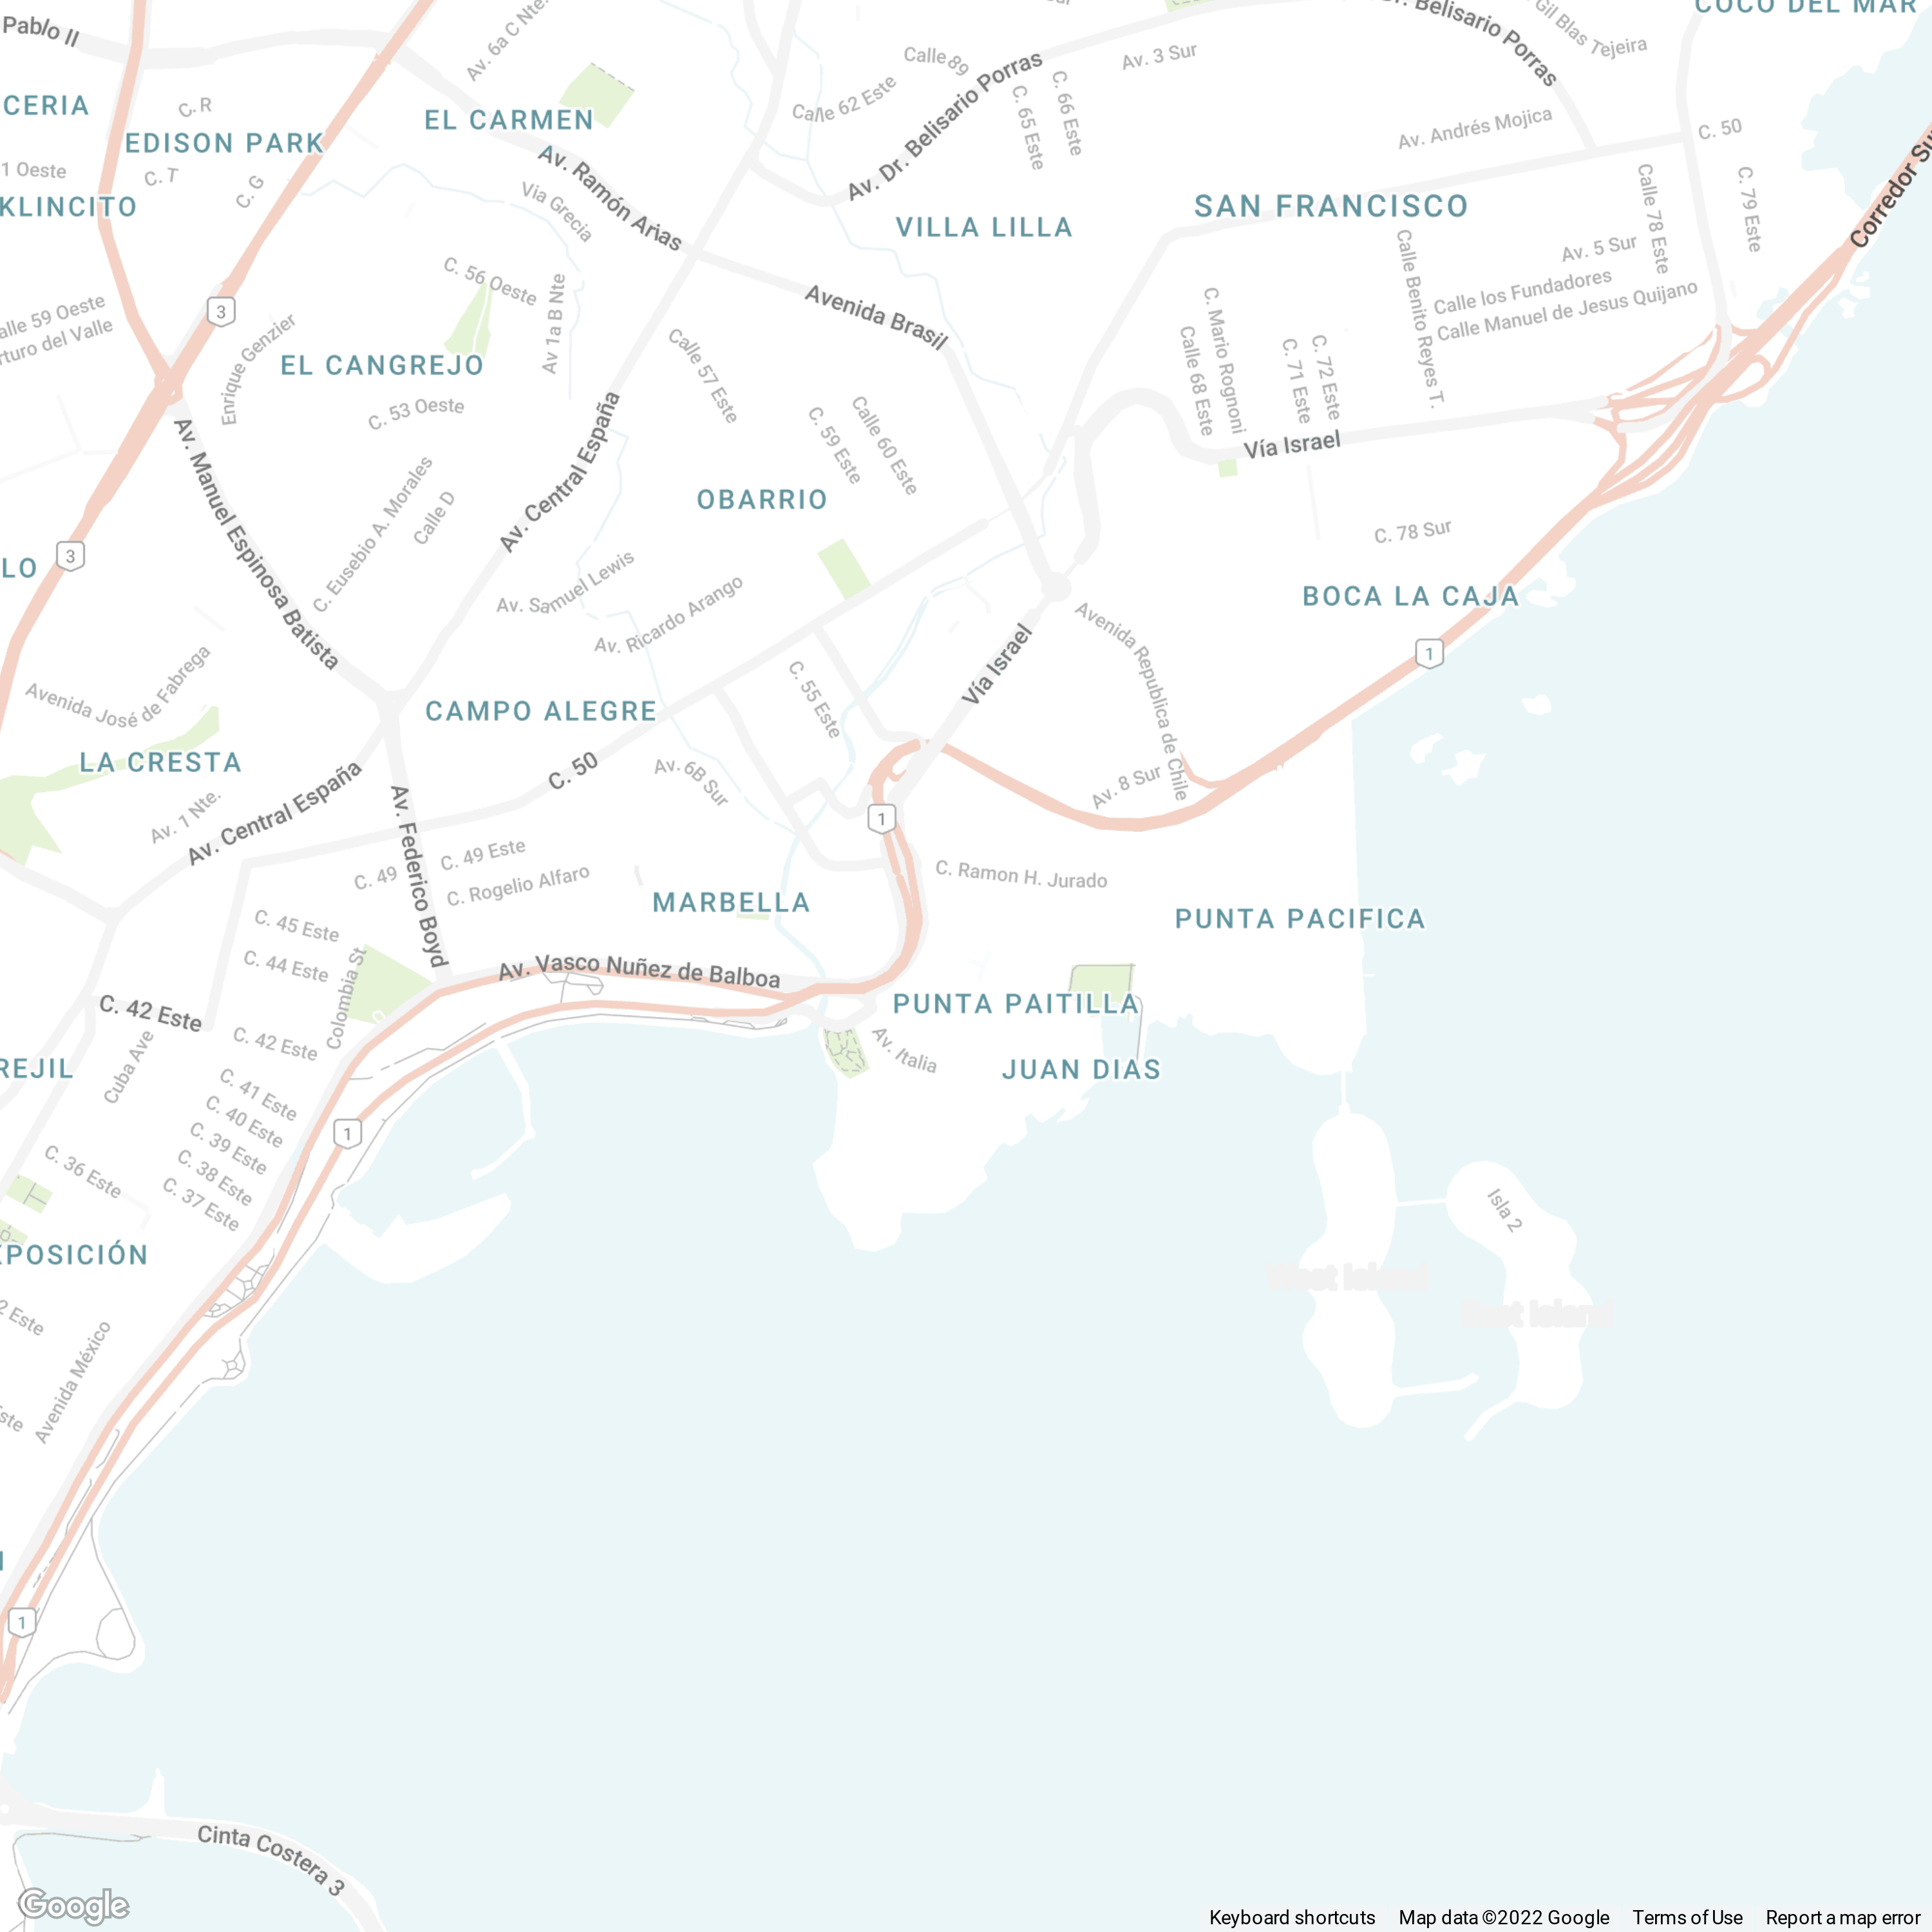 Pablo II
Av. 6a C Nte.
Calle 89
Av. 3 Sur
Dr. Belisario Porras
Gil Blas Tejeira
COCO DEL MAR
CERIA
C. R
EDISON PARK
EL CARMEN
Calle 62 Este
Av. Dr. Belisario Porras
C. 65 Este
C. 66 Este
Av. Andrés Mojica
C. 50
1 Oeste
C. T
C. G
Av. Ramón Arias
Via Grecia
KLINCITO
VILLA LILLA
SAN FRANCISCO
Calle 78 Este
C. 79 Este
Corredor Su
C. 56 Oeste
Av 1a B Nte
Avenida Brasil
Av. 5 Sur
Calle los Fundadores
Calle Manuel de Jesus Quijano
Calle Benito Reyes T.
3
alle 59 Oeste
rturo del Valle
Enrique Genzier
EL CANGREJO
C. 53 Oeste
Calle 57 Este
C. 59 Este
Calle 60 Este
C. Mario Rognoni
Calle 68 Este
C. 71 Este
C. 72 Este
Vía Israel
Av. Manuel Espinosa Batista
C. Eusebio A. Morales
Calle D
Av. Central España
OBARRIO
C. 78 Sur
LO
3
Av. Samuel Lewis
Av. Ricardo Arango
BOCA LA CAJA
1
Vía Israel
Avenida Republica de Chile
Avenida José de Fabrega
CAMPO ALEGRE
C. 55 Este
LA CRESTA
C. 50
Av. 6B Sur
Av. 8 Sur
Av. 1 Nte.
Av. Central España
Av. Federico Boyd
1
C. 49
C. 49 Este
C. Rogelio Alfaro
C. Ramon H. Jurado
MARBELLA
PUNTA PACIFICA
C. 45 Este
C. 44 Este
Colombia St
Av. Vasco Nuñez de Balboa
C. 42 Este
PUNTA PAITILLA
C. 42 Este
Cuba Ave
Av. Italia
REJIL
JUAN DIAS
C. 41 Este
C. 40 Este
C. 39 Este
C. 38 Este
C. 37 Este
1
C. 36 Este
Isla 2
XPOSICIÓN
West Island
East Island
2 Este
Avenida México
ste
1
Cinta Costera 3
Google
Keyboard shortcuts
Map data ©2022 Google
Terms of Use
Report a map error